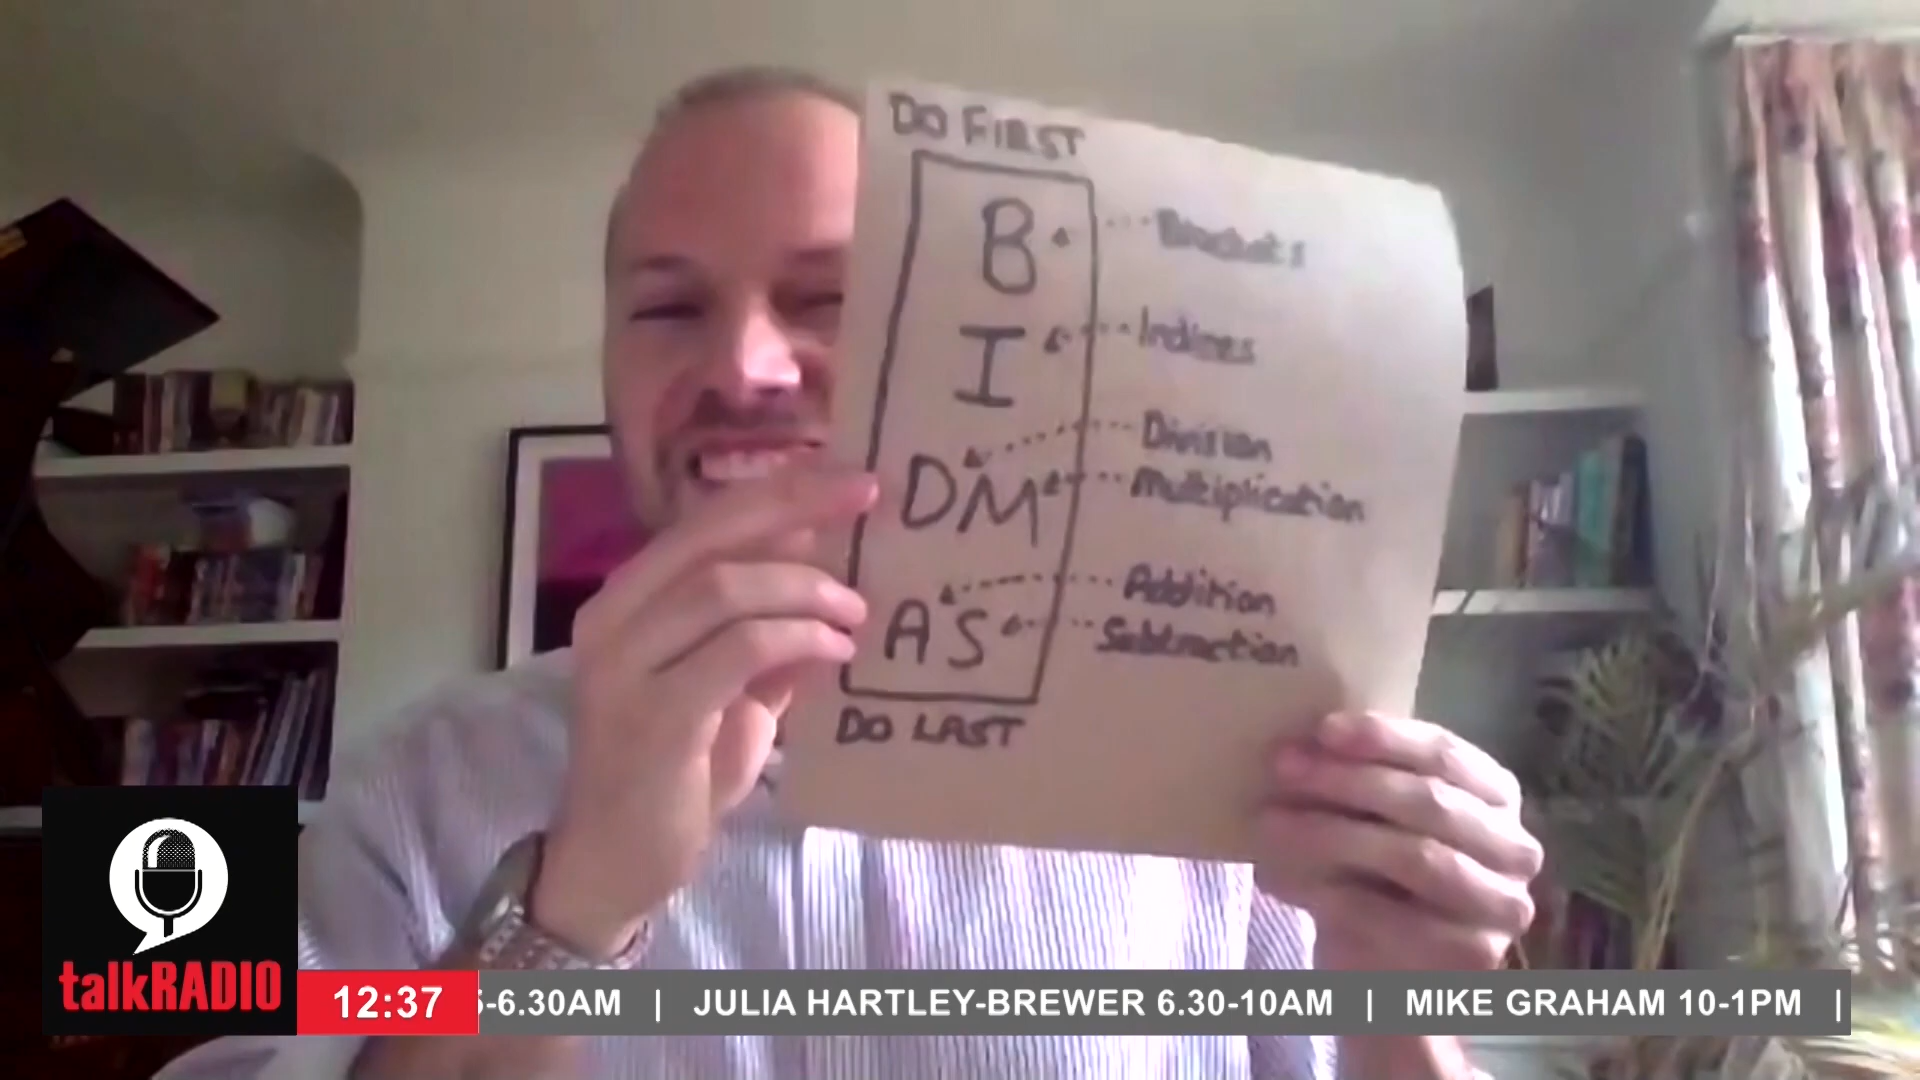 DO FIRST
B Brackets
I Indices
Division
DM Multiplication
Addition
AS Subtraction
DO LAST
talkRADIO
12:37 5-6.30AM | JULIA HARTLEY-BREWER 6.30-10AM | MIKE GRAHAM 10-1PM |